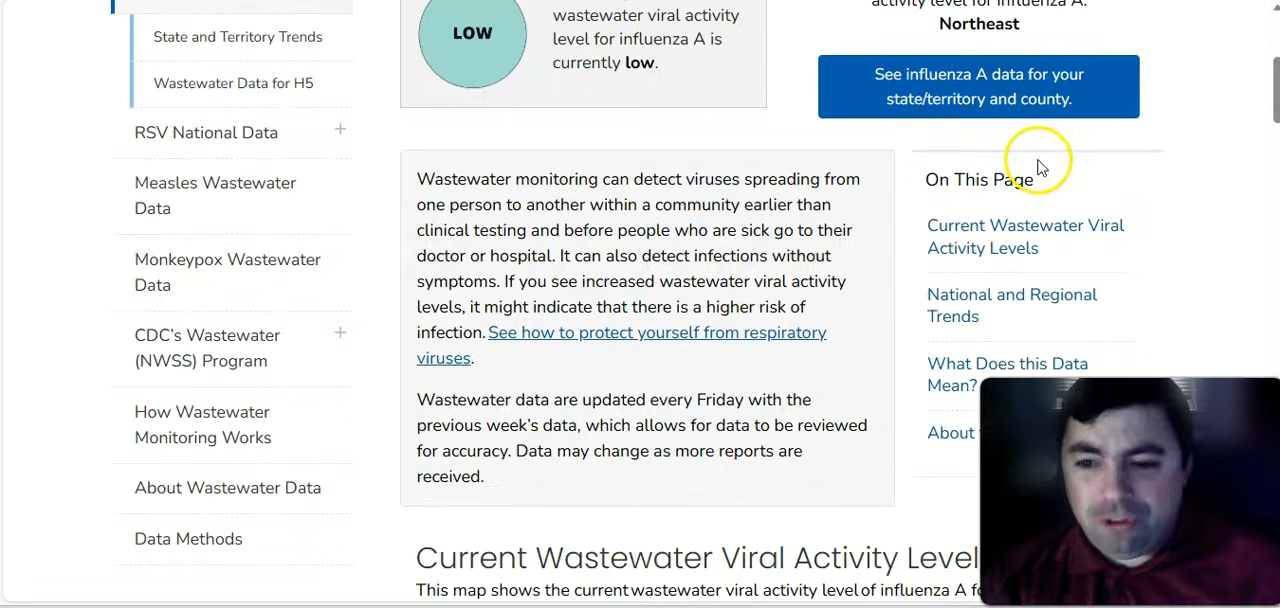 State and Territory Trends
Wastewater Data for H5
RSV National Data
Measles Wastewater
Data
Monkeypox Wastewater
Data
CDC's Wastewater
(NWSS) Program
How Wastewater
Monitoring Works
About Wastewater Data
Data Methods
LOW
wastewater viral activity
level for influenza A is
currently low.
activity level for influenza A:
Northeast
See influenza A data for your
state/territory and county.
Wastewater monitoring can detect viruses spreading from
one person to another within a community earlier than
clinical testing and before people who are sick go to their
doctor or hospital. It can also detect infections without
symptoms. If you see increased wastewater viral activity
levels, it might indicate that there is a higher risk of
infection. See how to protect yourself from respiratory
viruses.
Wastewater data are updated every Friday with the
previous week's data, which allows for data to be reviewed
for accuracy. Data may change as more reports are
received.
On This Page
Current Wastewater Viral
Activity Levels
National and Regional
Trends
What Does this Data
Mean?
About
Current Wastewater Viral Activity Level
This map shows the current wastewater viral activity level of influenza A